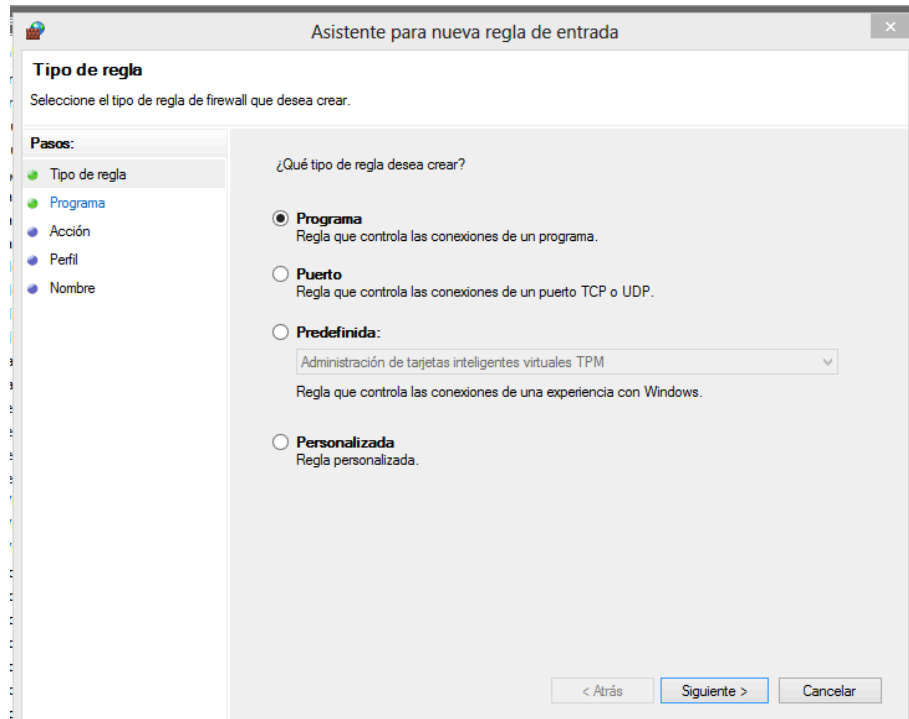 Asistente para nueva regla de entrada
Tipo de regla
Seleccione el tipo de regla de firewall que desea crear.
Pasos:
Tipo de regla
Programa
Acción
Perfil
Nombre
¿Qué tipo de regla desea crear?
Programa
Regla que controla las conexiones de un programa.
Puerto
Regla que controla las conexiones de un puerto TCP o UDP.
Predefinida:
Administración de tarjetas inteligentes virtuales TPM
Regla que controla las conexiones de una experiencia con Windows.
Personalizada
Regla personalizada.
< Atrás
Siguiente >
Cancelar